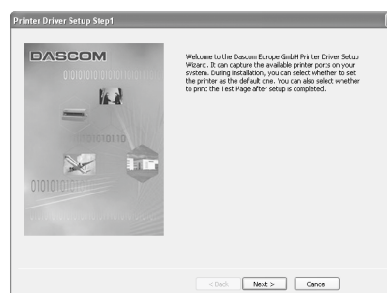 Printer Driver Setup Step1
DASCOM
Welcome to the Dascom Europe GmbH Printer Driver Setup
Wizard. It can capture the available printer ports on your
system. During installation, you can select whether to set
the printer as the default one. You can also select whether
to print the Test Page after setup is completed.
< Back
Next >
Cancel